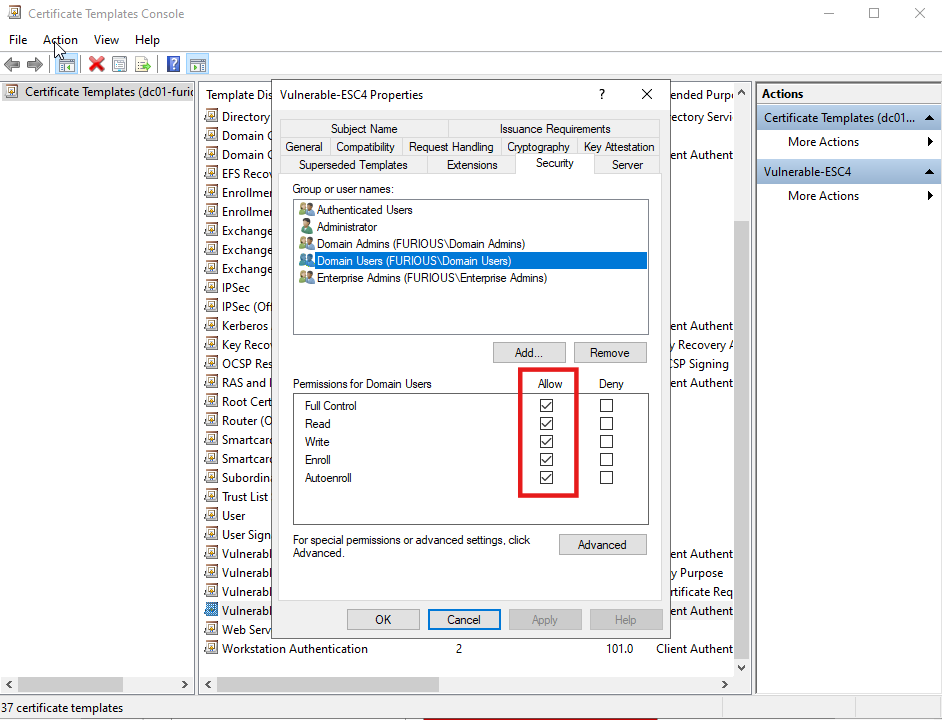 Certificate Templates Console
File Action View Help
Certificate Templates (dc01-furic
Template Dis
ended Purp
Directory
ectory Servi
Domain C
Domain C
ent Authent
EFS Recov
Enrollmen
Enrollmen
Exchange
Exchange
Exchange
IPSec
IPSec (Off
Kerberos
ent Authent
Key Recov
y Recovery A
OCSP Res
CSP Signing
RAS and I
ent Authent
Root Cert
Router (O
Smartcard
Smartcard
Subordina
Trust List
User
User Sign
Vulnerabl
ent Authent
Vulnerabl
y Purpose
Vulnerabl
rtificate Req
Vulnerabl
ent Authent
Web Serv
Workstation Authentication 2 101.0 Client Authent
Vulnerable-ESC4 Properties ?
Subject Name Issuance Requirements
General Compatibility Request Handling Cryptography Key Attestation
Superseded Templates Extensions Security Server
Group or user names:
Authenticated Users
Administrator
Domain Admins (FURIOUS\Domain Admins)
Domain Users (FURIOUS\Domain Users)
Enterprise Admins (FURIOUS\Enterprise Admins)
Add... Remove
Permissions for Domain Users Allow Deny
Full Control
Read
Write
Enroll
Autoenroll
For special permissions or advanced settings, click
Advanced.
Advanced
OK Cancel Apply Help
Actions
Certificate Templates (dc01...
More Actions
Vulnerable-ESC4
More Actions
37 certificate templates